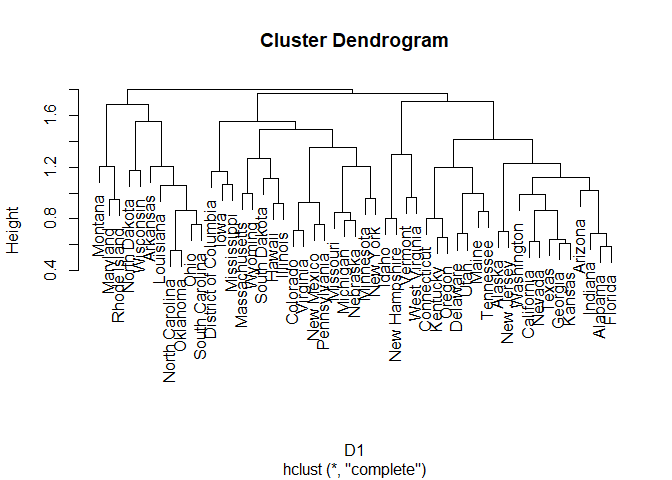 Cluster Dendrogram
Height
1.6
1.2
0.8
0.4
Montana
Maryland
Rhode Island
North Dakota
Wisconsin
Arkansas
Louisiana
North Carolina
Oklahoma
Ohio
South Carolina
District of Columbia
Iowa
Mississippi
Massachusetts
Wyoming
South Dakota
Hawaii
Illinois
Colorado
Virginia
New Mexico
Pennsylvania
Missouri
Michigan
Nebraska
Minnesota
New York
Idaho
New Hampshire
Vermont
West Virginia
Connecticut
Kentucky
Oregon
Delaware
Utah
Maine
Tennessee
Alaska
New Jersey
Washington
California
Nevada
Texas
Georgia
Kansas
Arizona
Indiana
Alabama
Florida
D1
hclust (*, "complete")